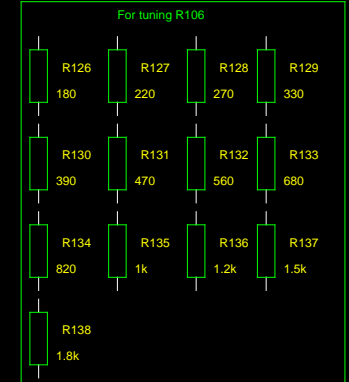 For tuning R106
R126 R127 R128 R129
180 220 270 330
R130 R131 R132 R133
390 470 560 680
R134 R135 R136 R137
820 1k 1.2k 1.5k
R138
1.8k